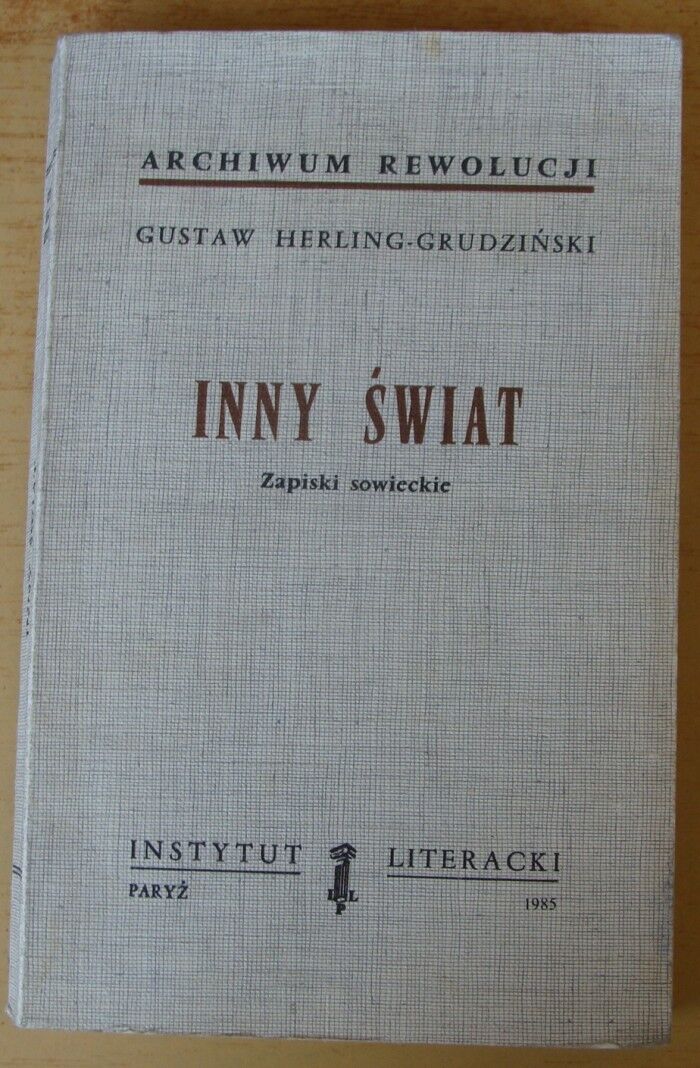 ARCHIWUM REWOLUCJI
GUSTAW HERLING-GRUDZIŃSKI
INNY ŚWIAT
Zapiski sowieckie
INSTYTUT LITERACKI
PARYŻ
I L
P
1985